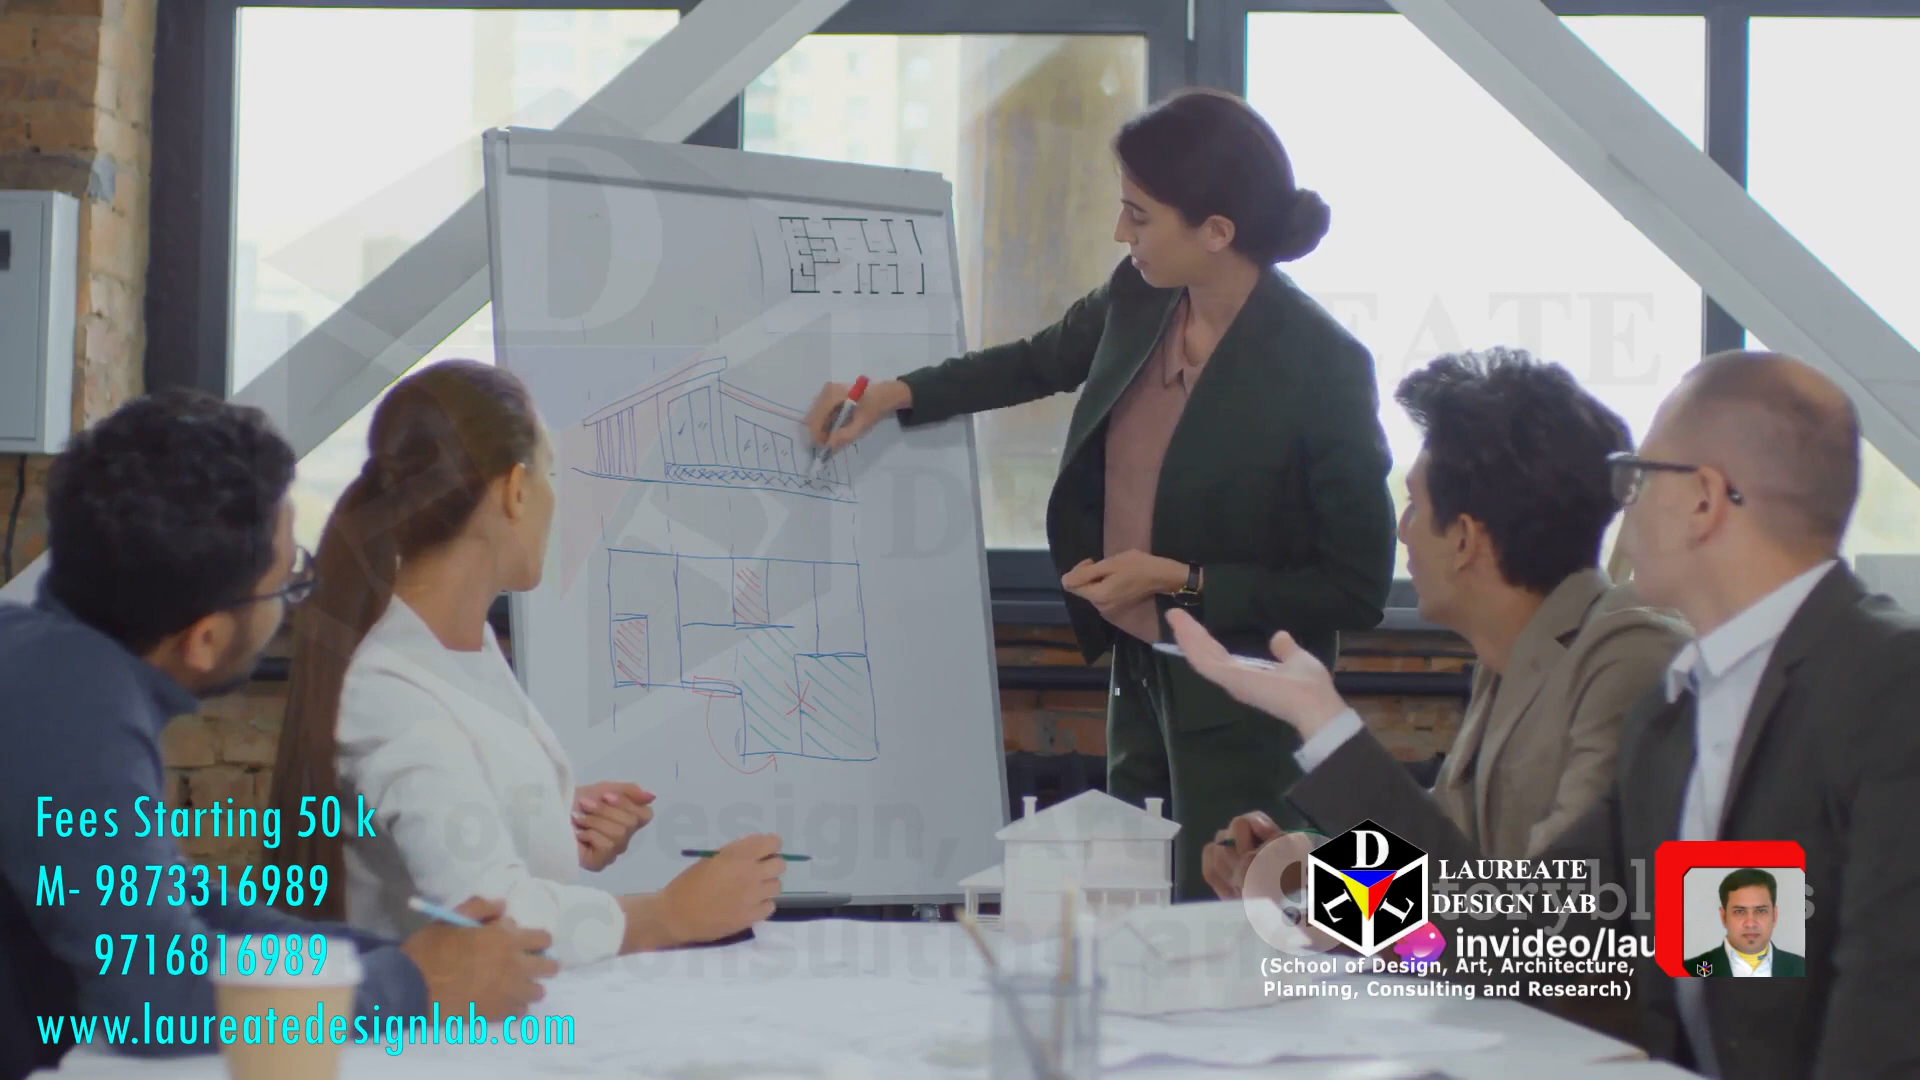 Fees Starting 50 k
M- 9873316989
9716816989
www.laureatedesignlab.com
D
L L
LAUREATE
DESIGN LAB
storyblocks
invideo/lau
(School of Design, Art, Architecture,
Planning, Consulting and Research)